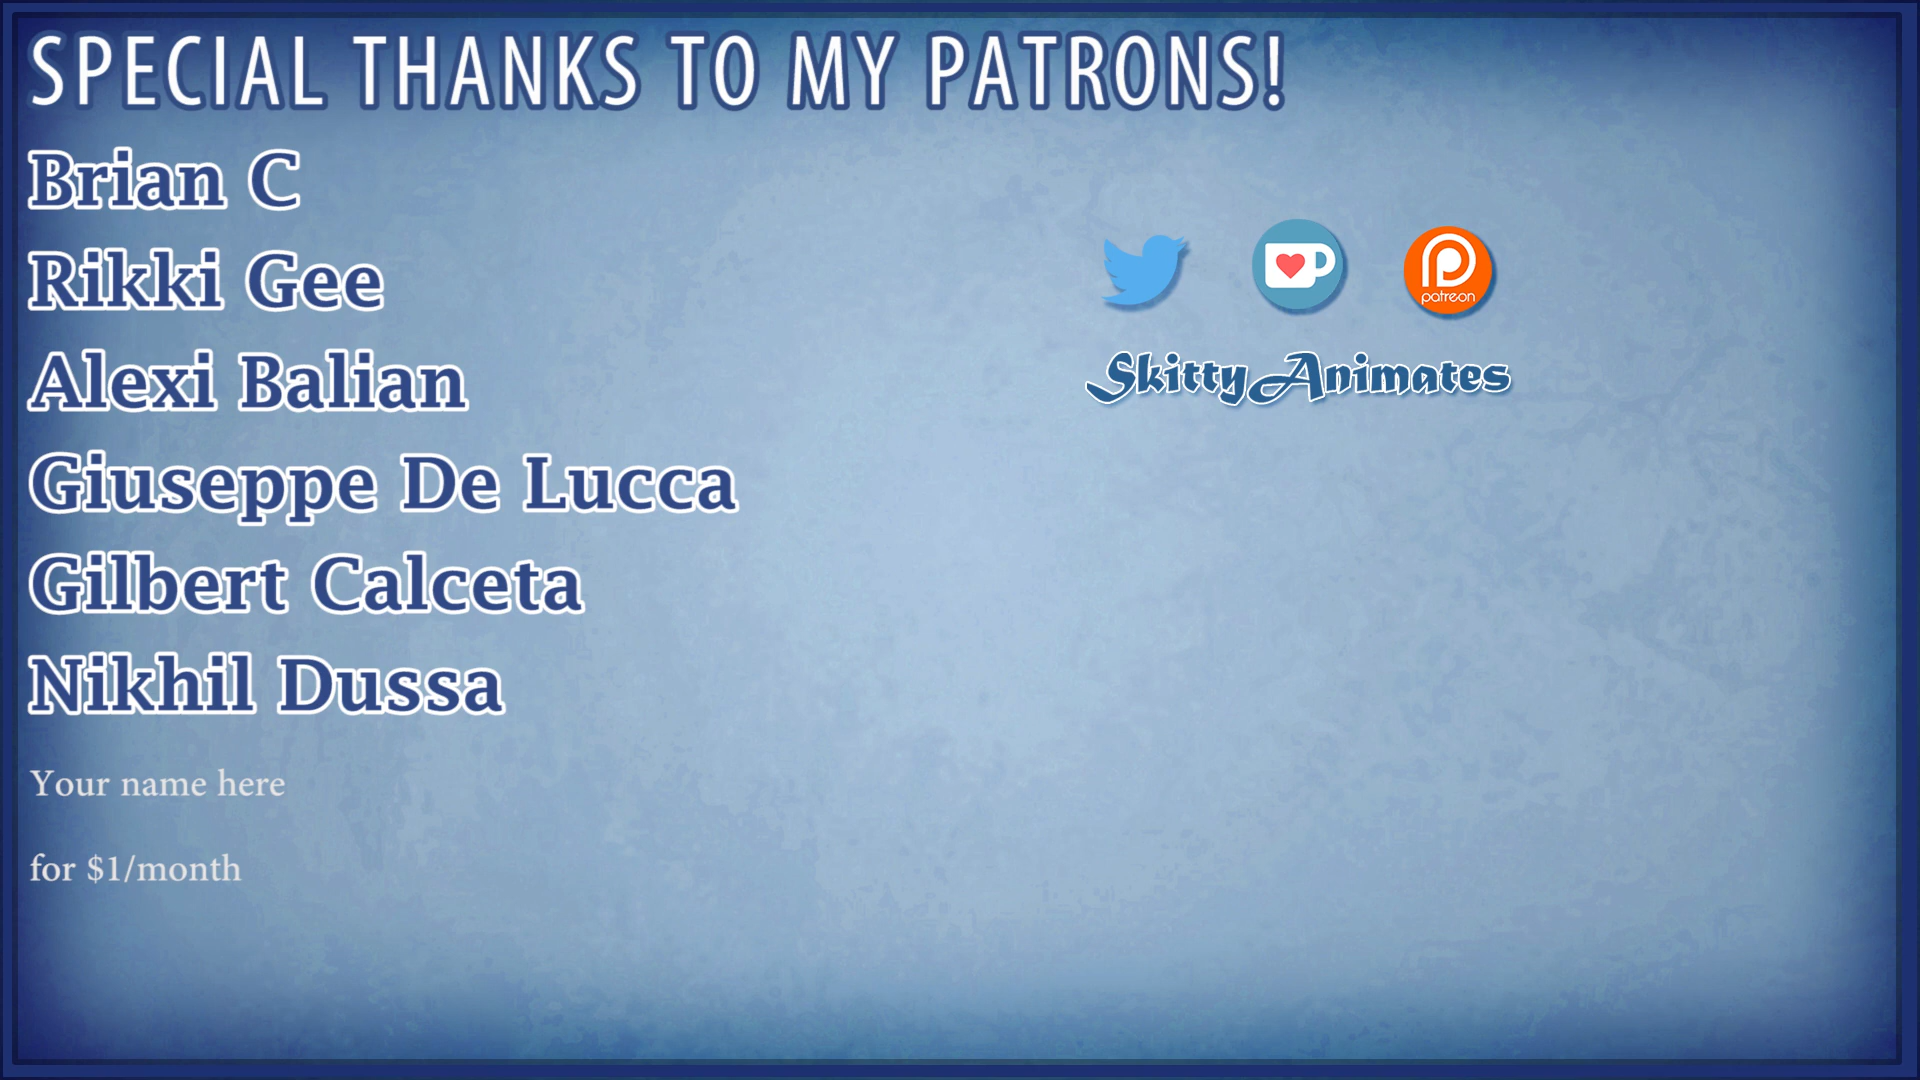 SPECIAL THANKS TO MY PATRONS!
Brian C
Rikki Gee
Alexi Balian
Giuseppe De Lucca
Gilbert Calceta
Nikhil Dussa
Your name here
for $1/month
patreon
SkittyAnimates